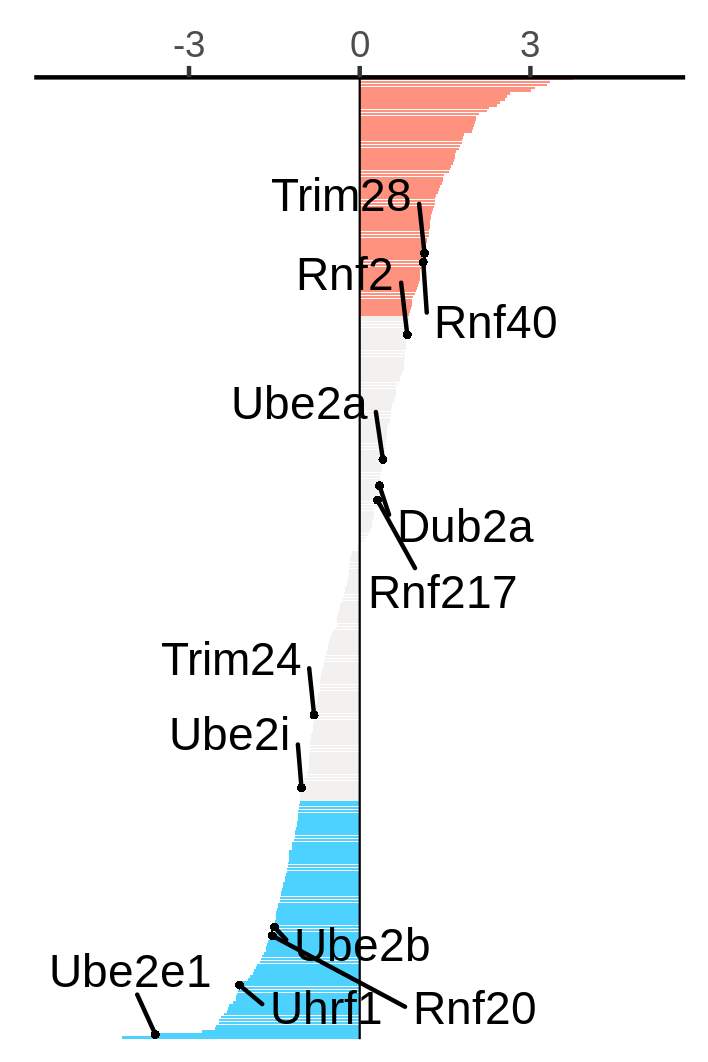 -3 0 3
Trim28
Rnf2
Rnf40
Ube2a
Dub2a
Rnf217
Trim24
Ube2i
Ube2b
Ube2e1
Uhrf1 Rnf20